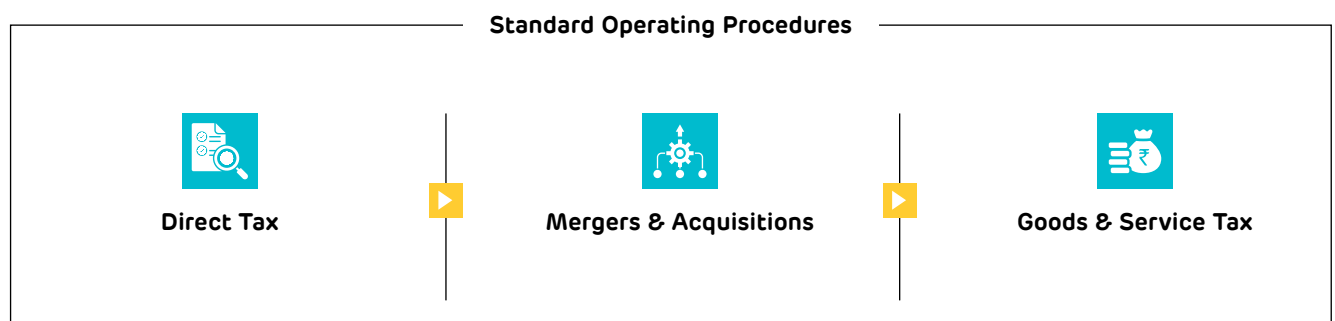 Standard Operating Procedures
Direct Tax
Mergers & Acquisitions
₹
Goods & Service Tax